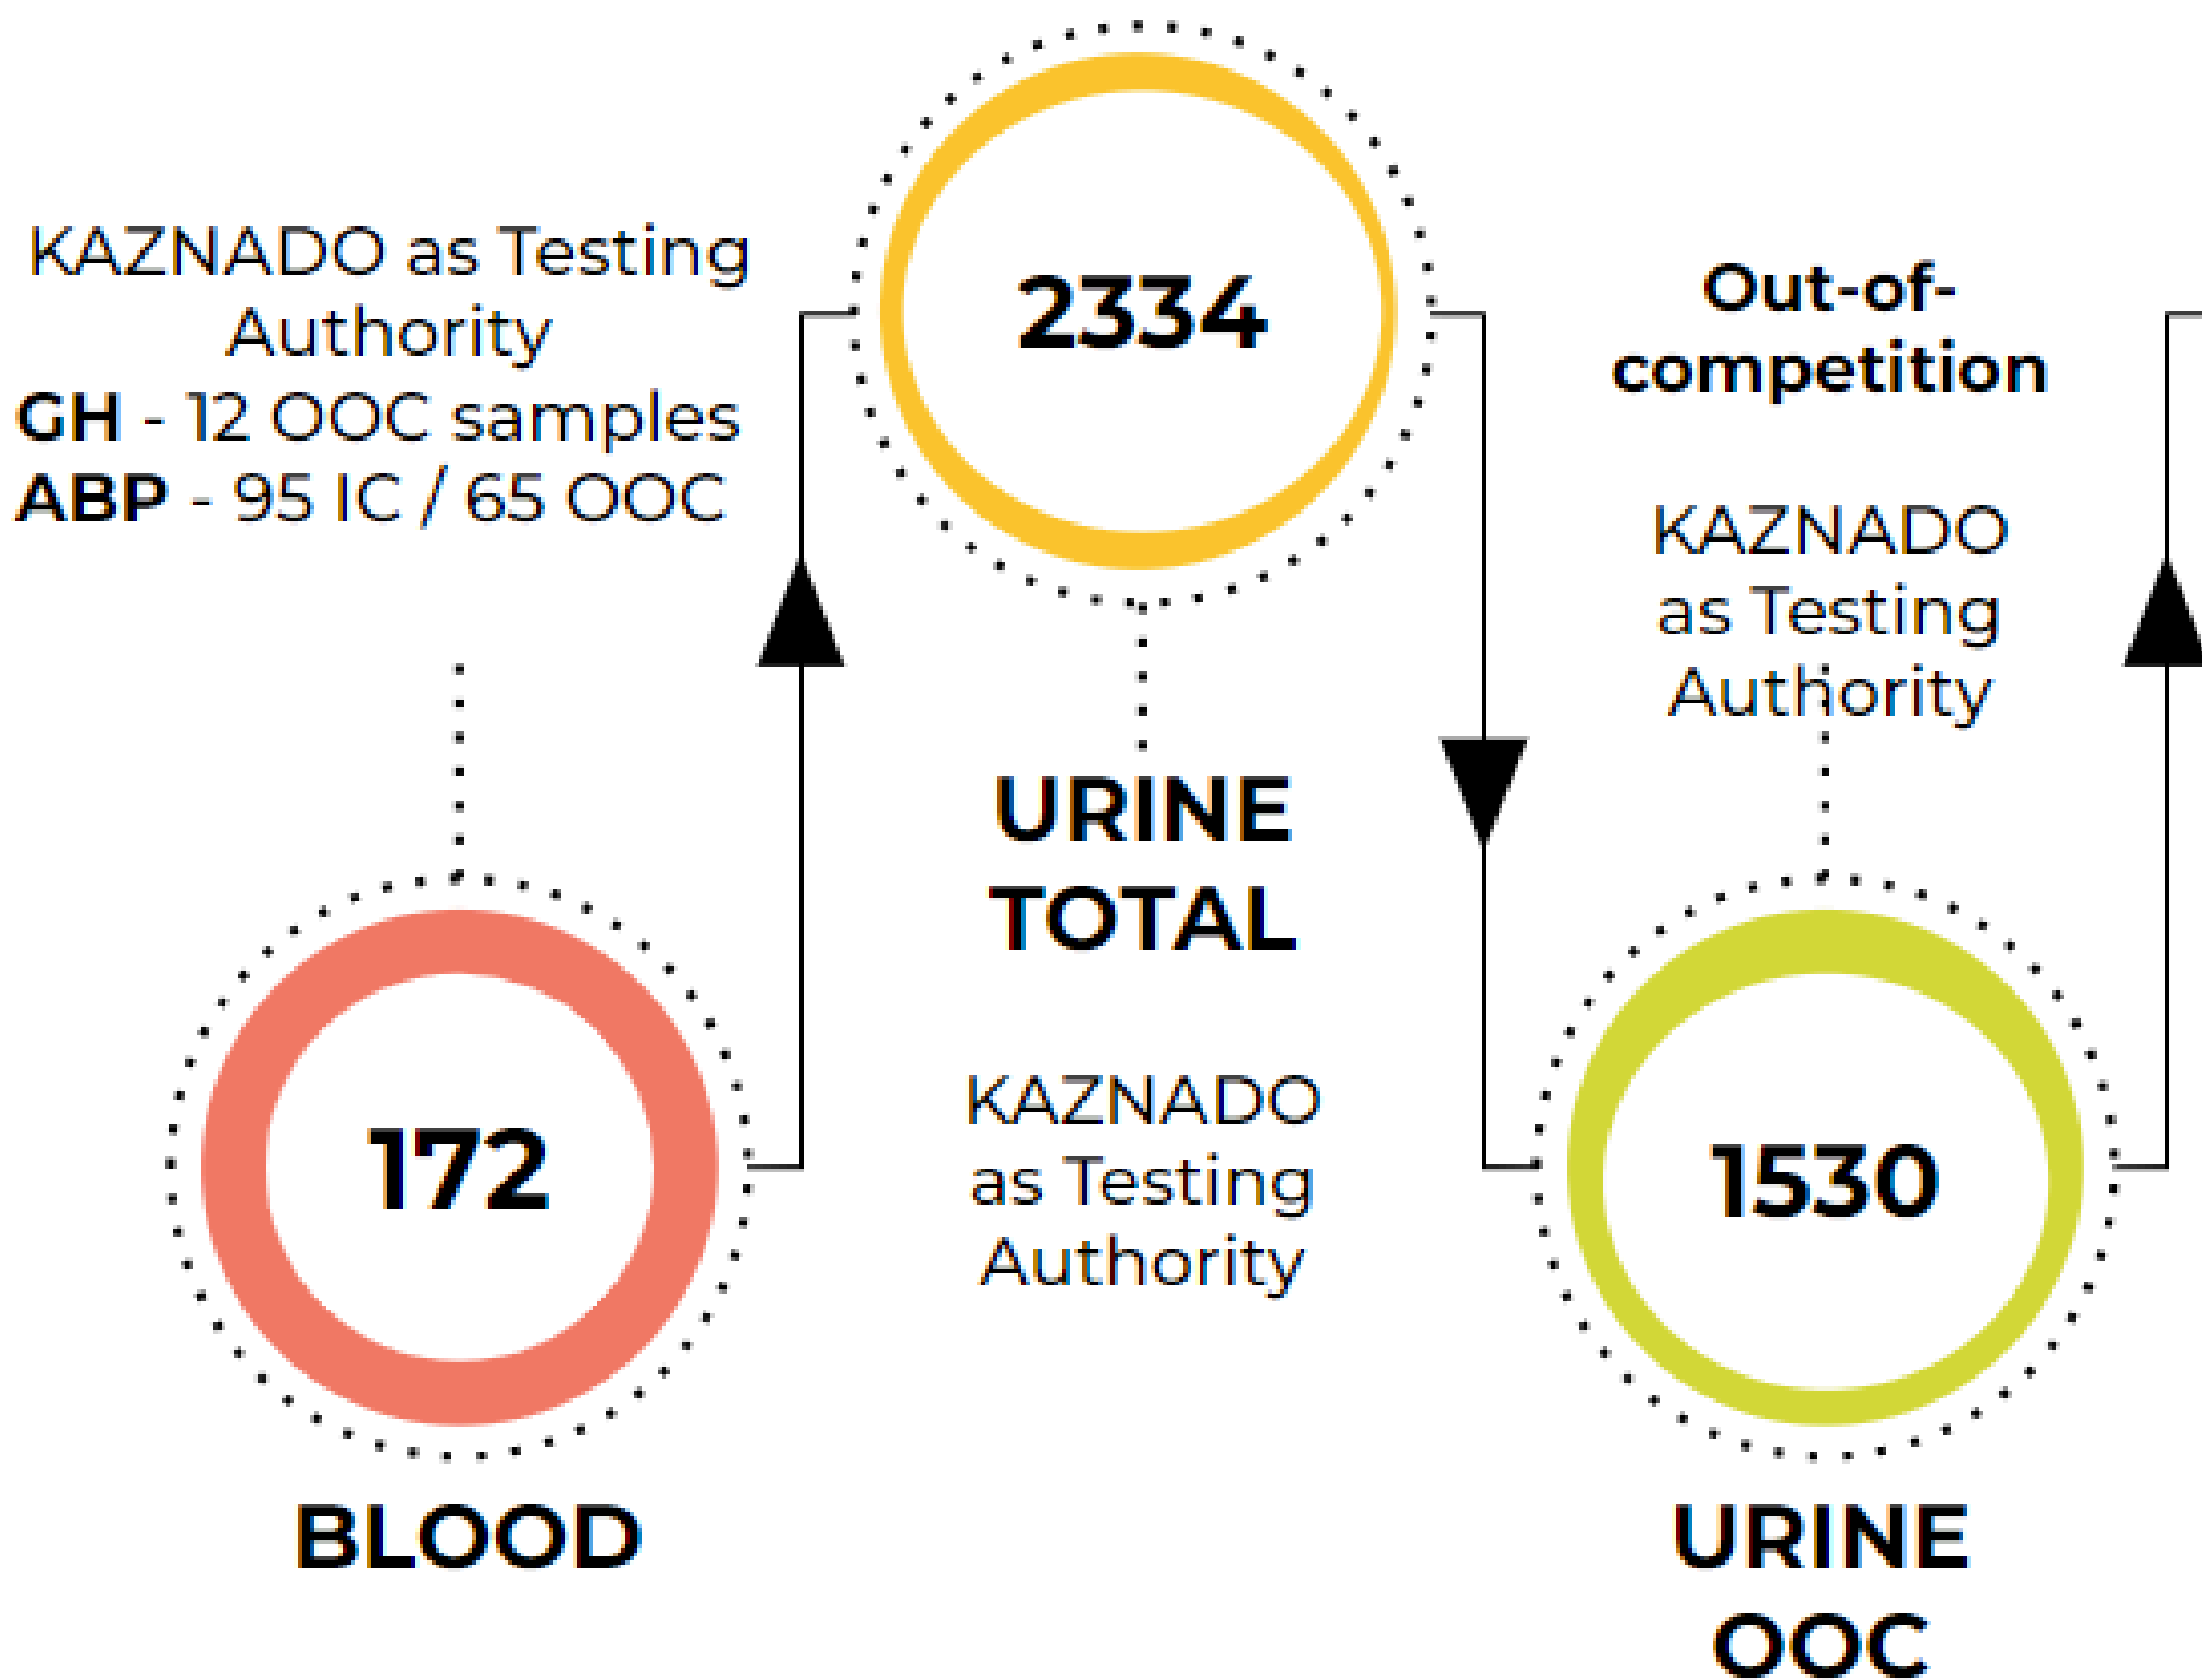 KAZNADO as Testing
Authority
GH - 12 OOC samples
ABP - 95 IC / 65 OOC
172
BLOOD
2334
URINE
TOTAL
KAZNADO
as Testing
Authority
Out-of-
competition
KAZNADO
as Testing
Authority
1530
URINE
OOC